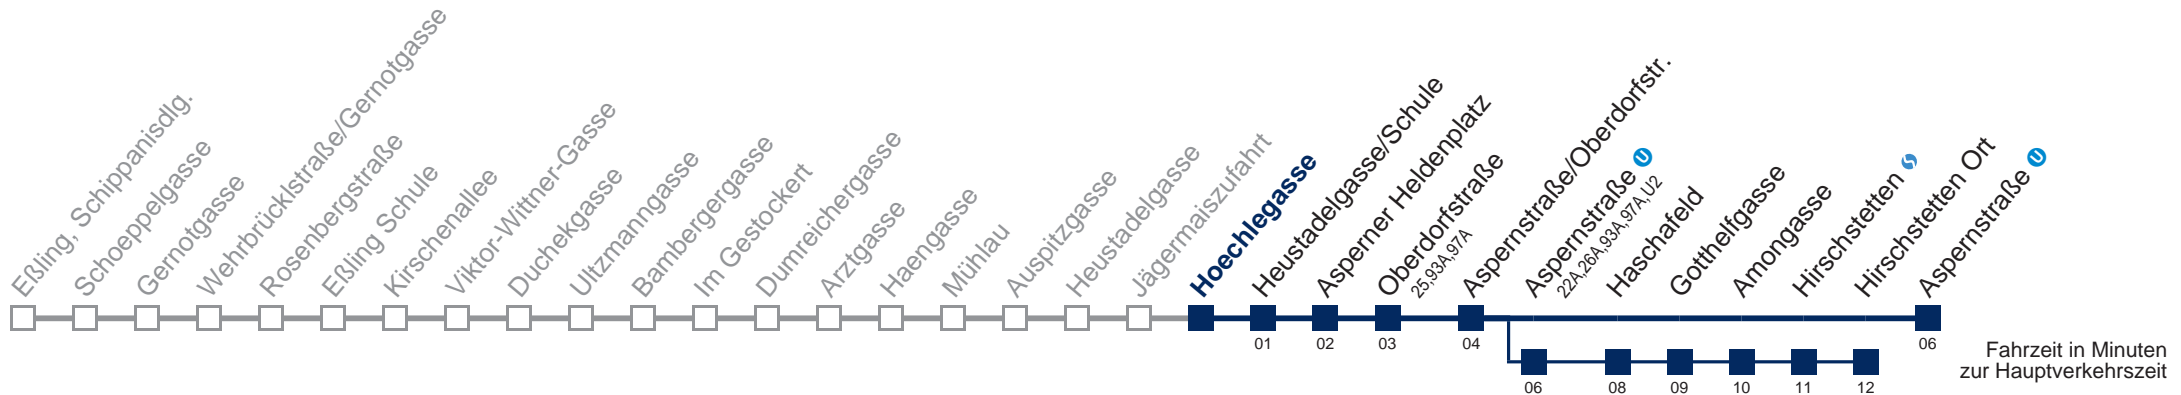 Eßling, Schippanisdlg.
Schoeppelgasse
Gernotgasse
Wehrbrücklstraße/Gernotgasse
Rosenbergstraße
Eßling Schule
Kirschenallee
Viktor-Wittner-Gasse
Duchekgasse
Ultzmanngasse
Bambergergasse
Im Gestockert
Dumreichergasse
Arztgasse
Haengasse
Mühlau
Auspitzgasse
Heustadelgasse
Jägermaiszufahrt
Hoechlegasse
Heustadelgasse/Schule
Asperner Heldenplatz
Oberdorfstraße
25,93A,97A
Aspernstraße/Oberdorfstr.
Aspernstraße U
22A,26A,93A,97A,U2
Haschafeld
Gotthelfgasse
Amongasse
Hirschstetten S
Hirschstetten Ort
Aspernstraße U
01 02 03 04 06
06 08 09 10 11 12
Fahrzeit in Minuten
zur Hauptverkehrszeit